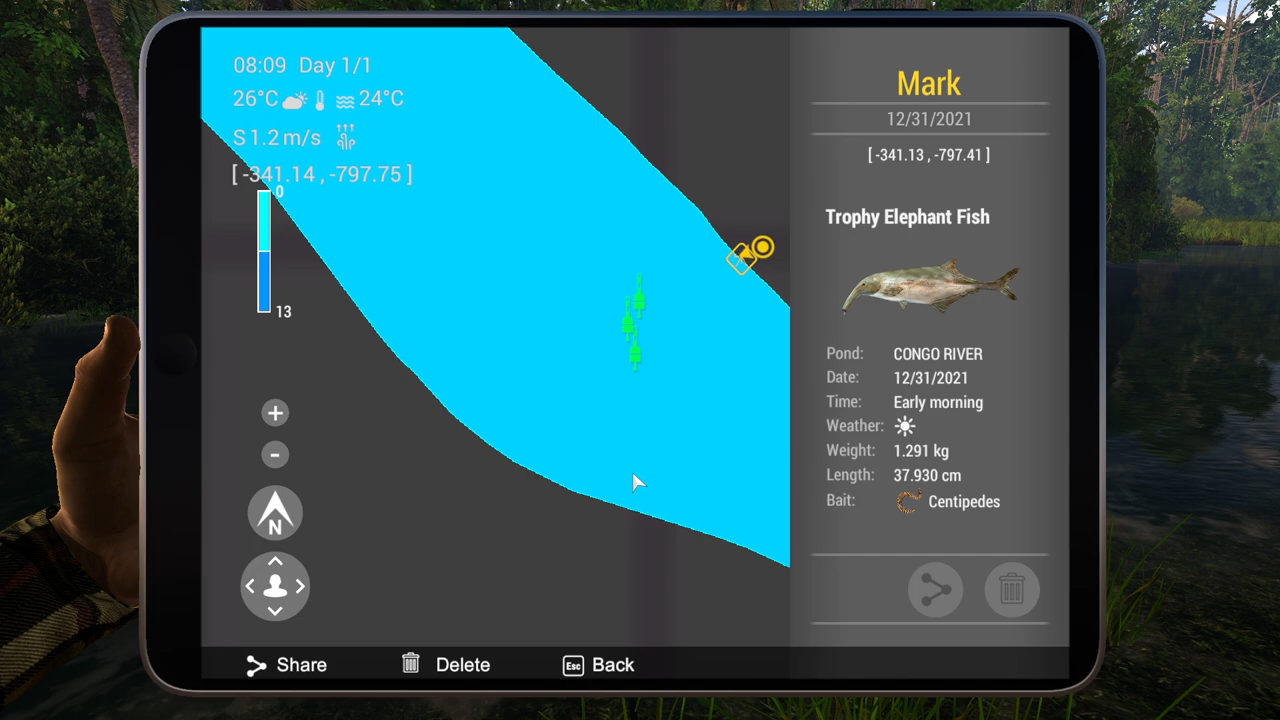 08:09 Day 1/1
26°C 24°C
S 1.2 m/s
[ -341.14 , -797.75 ]
0
13
+
-
N
Mark
12/31/2021
[ -341.13 , -797.41 ]
Trophy Elephant Fish
Pond: CONGO RIVER
Date: 12/31/2021
Time: Early morning
Weather:
Weight: 1.291 kg
Length: 37.930 cm
Bait: Centipedes
Share Delete Esc Back